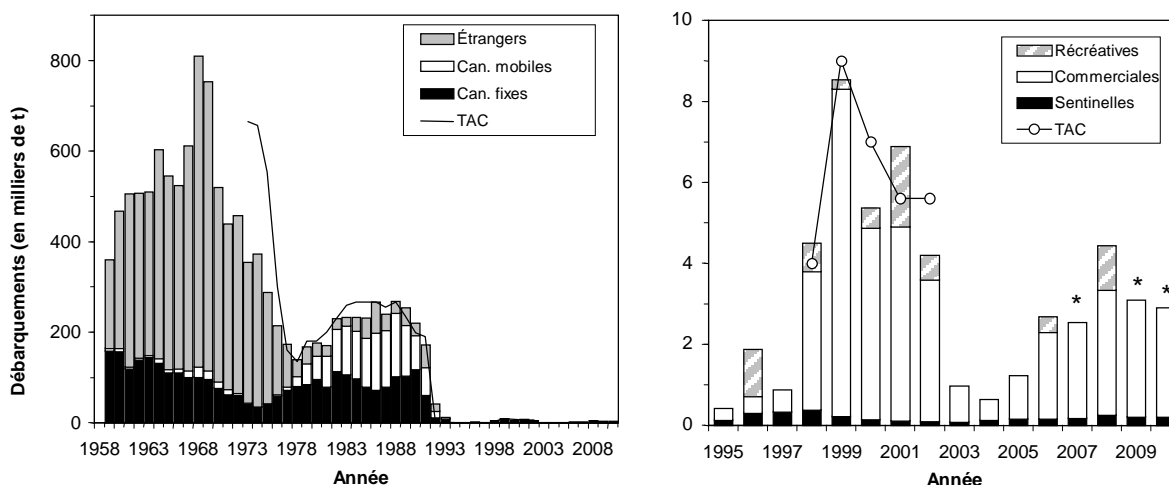 Débarquements (en milliers de t)
800
600
400
200
0
Étrangers
Can. mobiles
Can. fixes
TAC
1958 1963 1968 1973 1978 1983 1988 1993 1998 2003 2008
Année
10
8
6
4
2
0
Récréatives
Commerciales
Sentinelles
TAC
* * *
1995 1997 1999 2001 2003 2005 2007 2009
Année